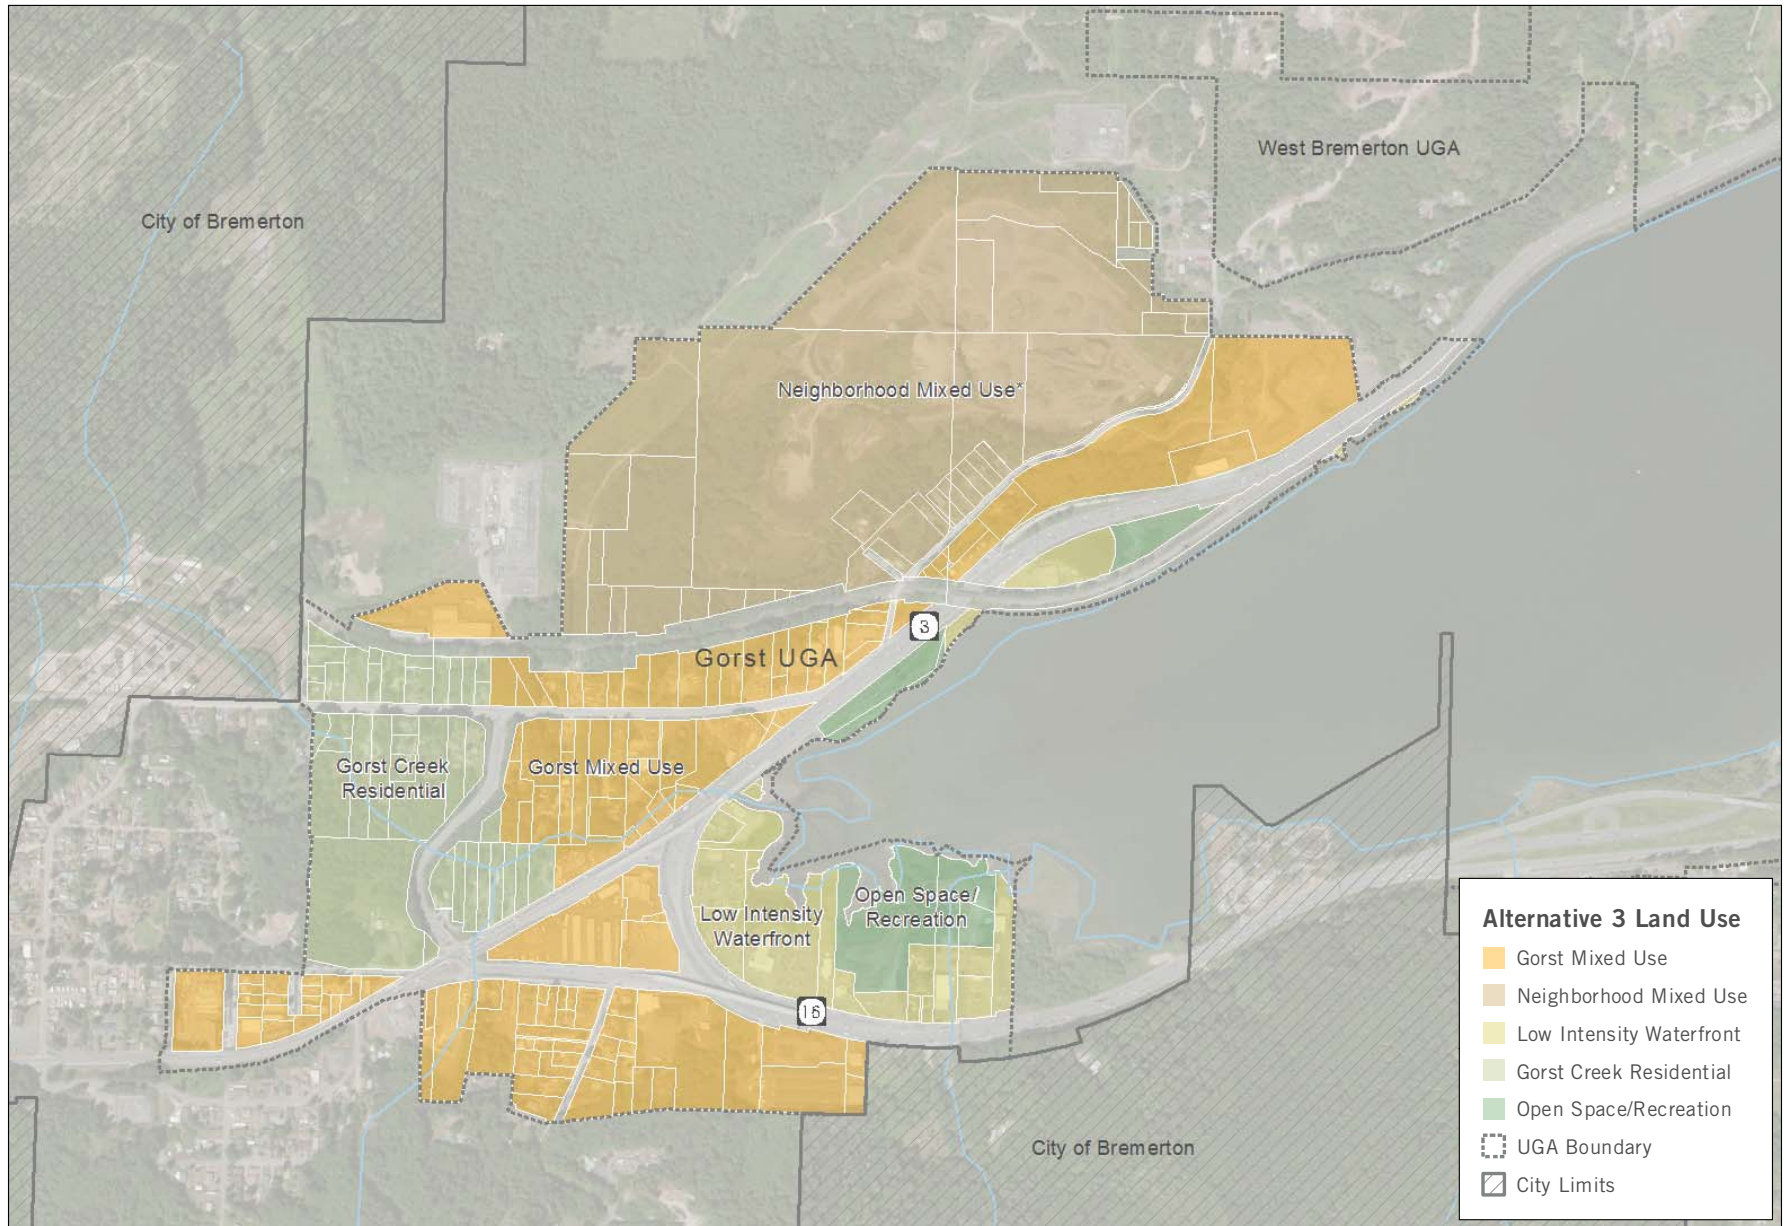 West Bremerton UGA
City of Bremerton
Neighborhood Mixed Use*
3
Gorst UGA
Gorst Creek
Residential
Gorst Mixed Use
Low Intensity
Waterfront
Open Space/
Recreation
16
City of Bremerton
Alternative 3 Land Use
Gorst Mixed Use
Neighborhood Mixed Use
Low Intensity Waterfront
Gorst Creek Residential
Open Space/Recreation
UGA Boundary
City Limits